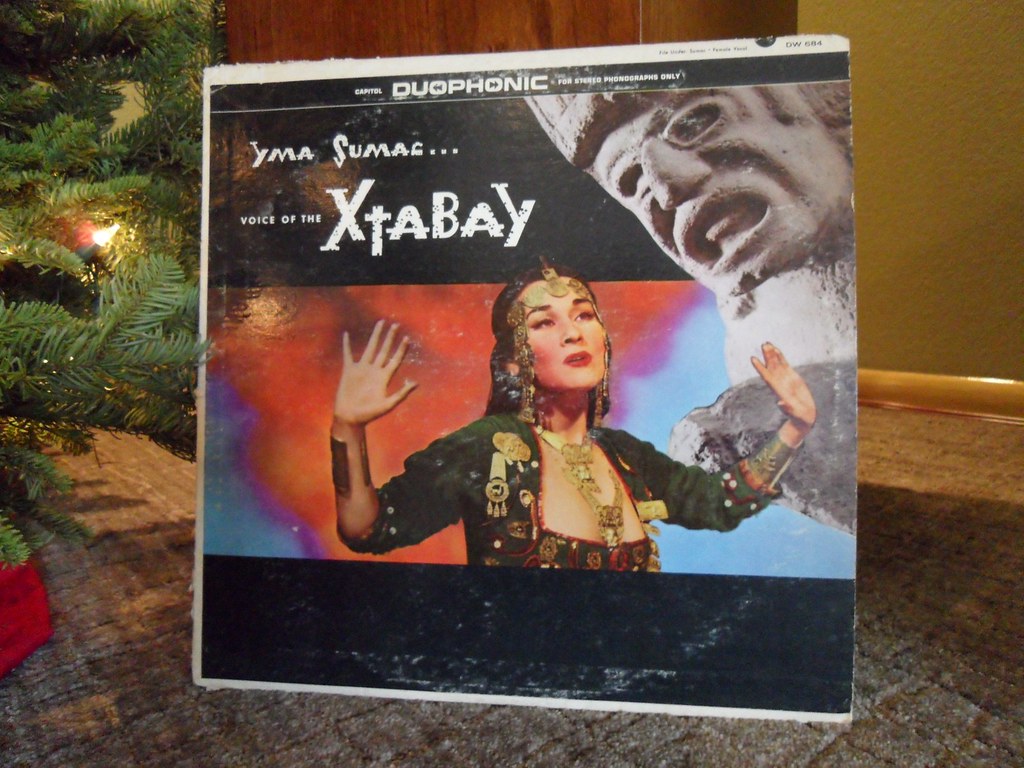 File Under: Sumac • Female Vocal
DW 684
CAPITOL DUOPHONIC FOR STEREO PHONOGRAPHS ONLY
YMA SUMAC...
VOICE OF THE XTABAY